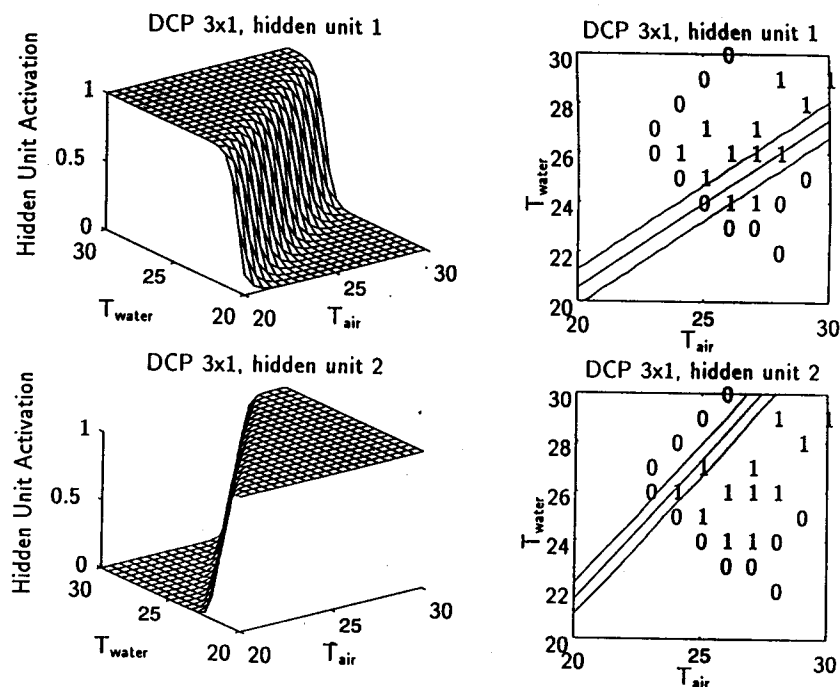 DCP 3x1, hidden unit 1
Hidden Unit Activation
1
0.5
0
30
25
20
T_water
20
25
30
T_air
DCP 3x1, hidden unit 1
T_water
30
28
26
24
22
20
20
25
30
T_air
0
0 1 1
0 1
0 1 1
0 1 1 1 1
0 1 0
0 1 1 0
0 0
0
DCP 3x1, hidden unit 2
Hidden Unit Activation
1
0.5
0
30
25
20
T_water
20
25
30
T_air
DCP 3x1, hidden unit 2
T_water
30
28
26
24
22
20
20
25
30
T_air
0
0 1 1
0 1
0 1 1
0 1 1 1 1
0 1 0
0 1 1 0
0 0
0